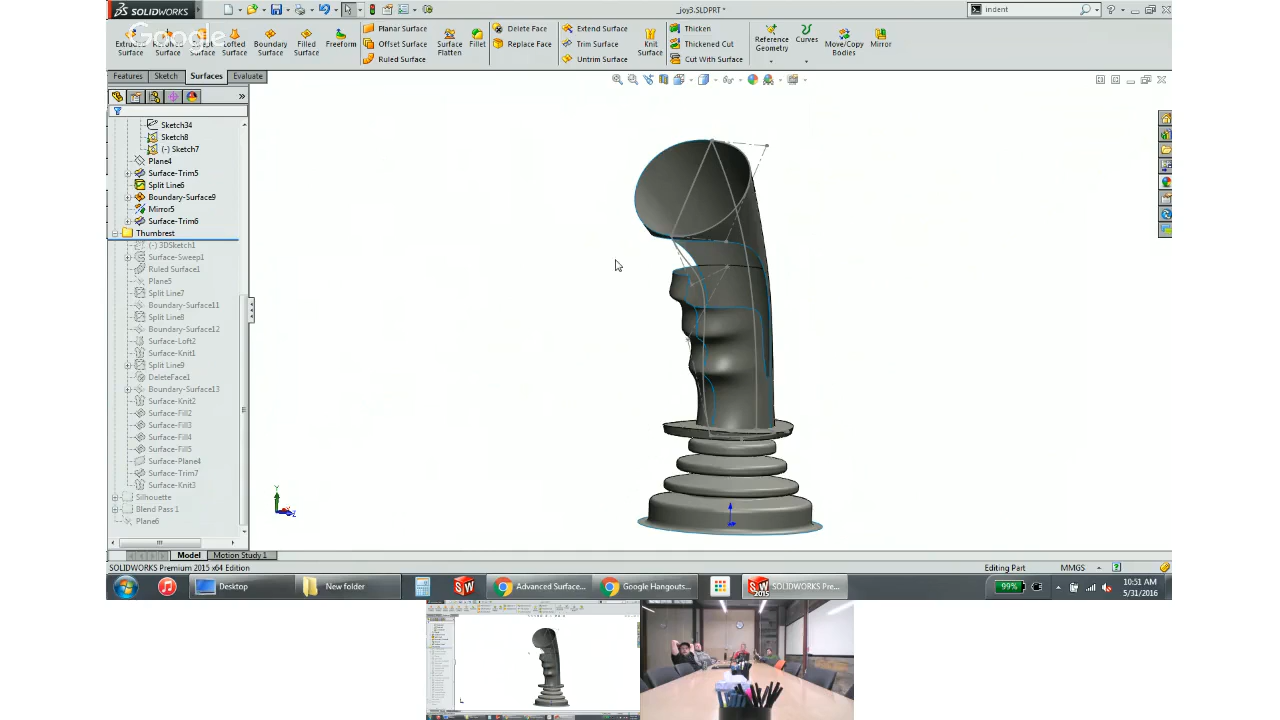 SOLIDWORKS
_joy3.SLDPRT *
indent
Google
Extruded Surface
Revolved Surface
Swept Surface
Lofted Surface
Boundary Surface
Filled Surface
Freeform
Planar Surface
Offset Surface
Ruled Surface
Surface Flatten
Fillet
Delete Face
Replace Face
Extend Surface
Trim Surface
Untrim Surface
Knit Surface
Thicken
Thickened Cut
Cut With Surface
Reference Geometry
Curves
Move/Copy Bodies
Mirror
Features
Sketch
Surfaces
Evaluate
Sketch34
Sketch8
(-) Sketch7
Plane4
Surface-Trim5
Split Line6
Boundary-Surface9
Mirror5
Surface-Trim6
Thumbrest
(-) 3DSketch1
Surface-Sweep1
Ruled Surface1
Plane5
Split Line7
Boundary-Surface11
Split Line8
Boundary-Surface12
Surface-Loft2
Surface-Knit1
Split Line9
DeleteFace1
Boundary-Surface13
Surface-Knit2
Surface-Fill2
Surface-Fill3
Surface-Fill4
Surface-Fill5
Surface-Plane4
Surface-Trim7
Surface-Knit3
Silhouette
Blend Pass 1
Plane6
Y
Z
Model
Motion Study 1
SOLIDWORKS Premium 2015 x64 Edition
Editing Part
MMGS
Desktop
New folder
Advanced Surface...
Google Hangouts...
SOLIDWORKS Pre...
99%
10:51 AM
5/31/2016